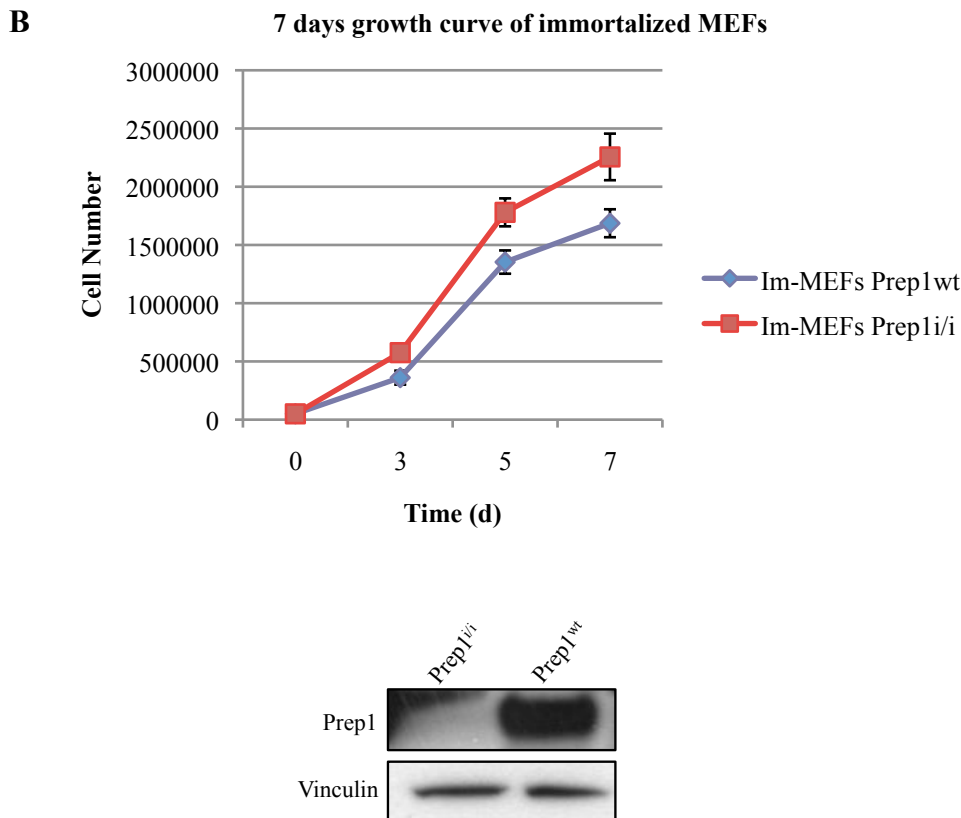 B
7 days growth curve of immortalized MEFs
3000000
2500000
2000000
1500000
1000000
500000
0
Cell Number
0 3 5 7
Time (d)
Im-MEFs Prep1wt
Im-MEFs Prep1i/i
Prep1i/i Prep1wt
Prep1
Vinculin